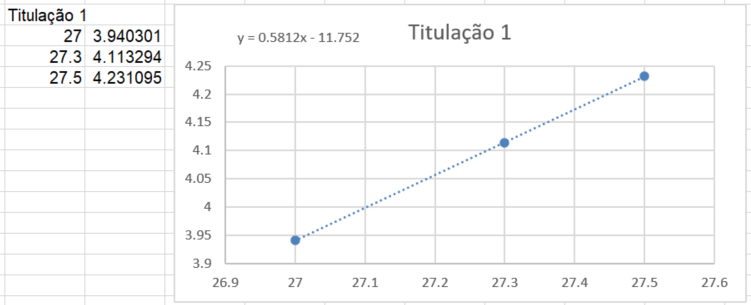 Titulação 1
27 3.940301
27.3 4.113294
27.5 4.231095
y = 0.5812x - 11.752
Titulação 1
4.25
4.2
4.15
4.1
4.05
4
3.95
3.9
26.9 27 27.1 27.2 27.3 27.4 27.5 27.6